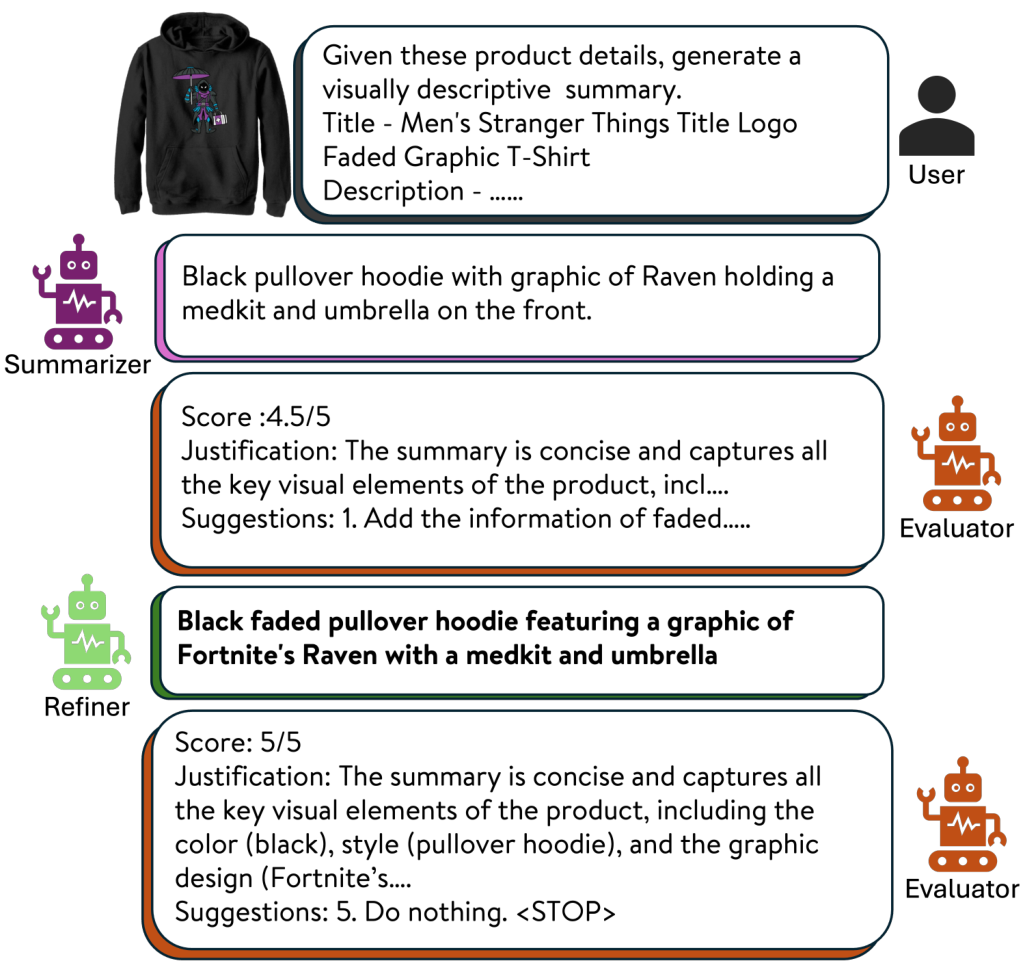 Given these product details, generate a
visually descriptive summary.
Title - Men's Stranger Things Title Logo
Faded Graphic T-Shirt
Description - ......
User
Black pullover hoodie with graphic of Raven holding a
medkit and umbrella on the front.
Summarizer
Score :4.5/5
Justification: The summary is concise and captures all
the key visual elements of the product, incl....
Suggestions: 1. Add the information of faded.....
Evaluator
Black faded pullover hoodie featuring a graphic of
Fortnite's Raven with a medkit and umbrella
Refiner
Score: 5/5
Justification: The summary is concise and captures all
the key visual elements of the product, including the
color (black), style (pullover hoodie), and the graphic
design (Fortnite’s....
Suggestions: 5. Do nothing. <STOP>
Evaluator